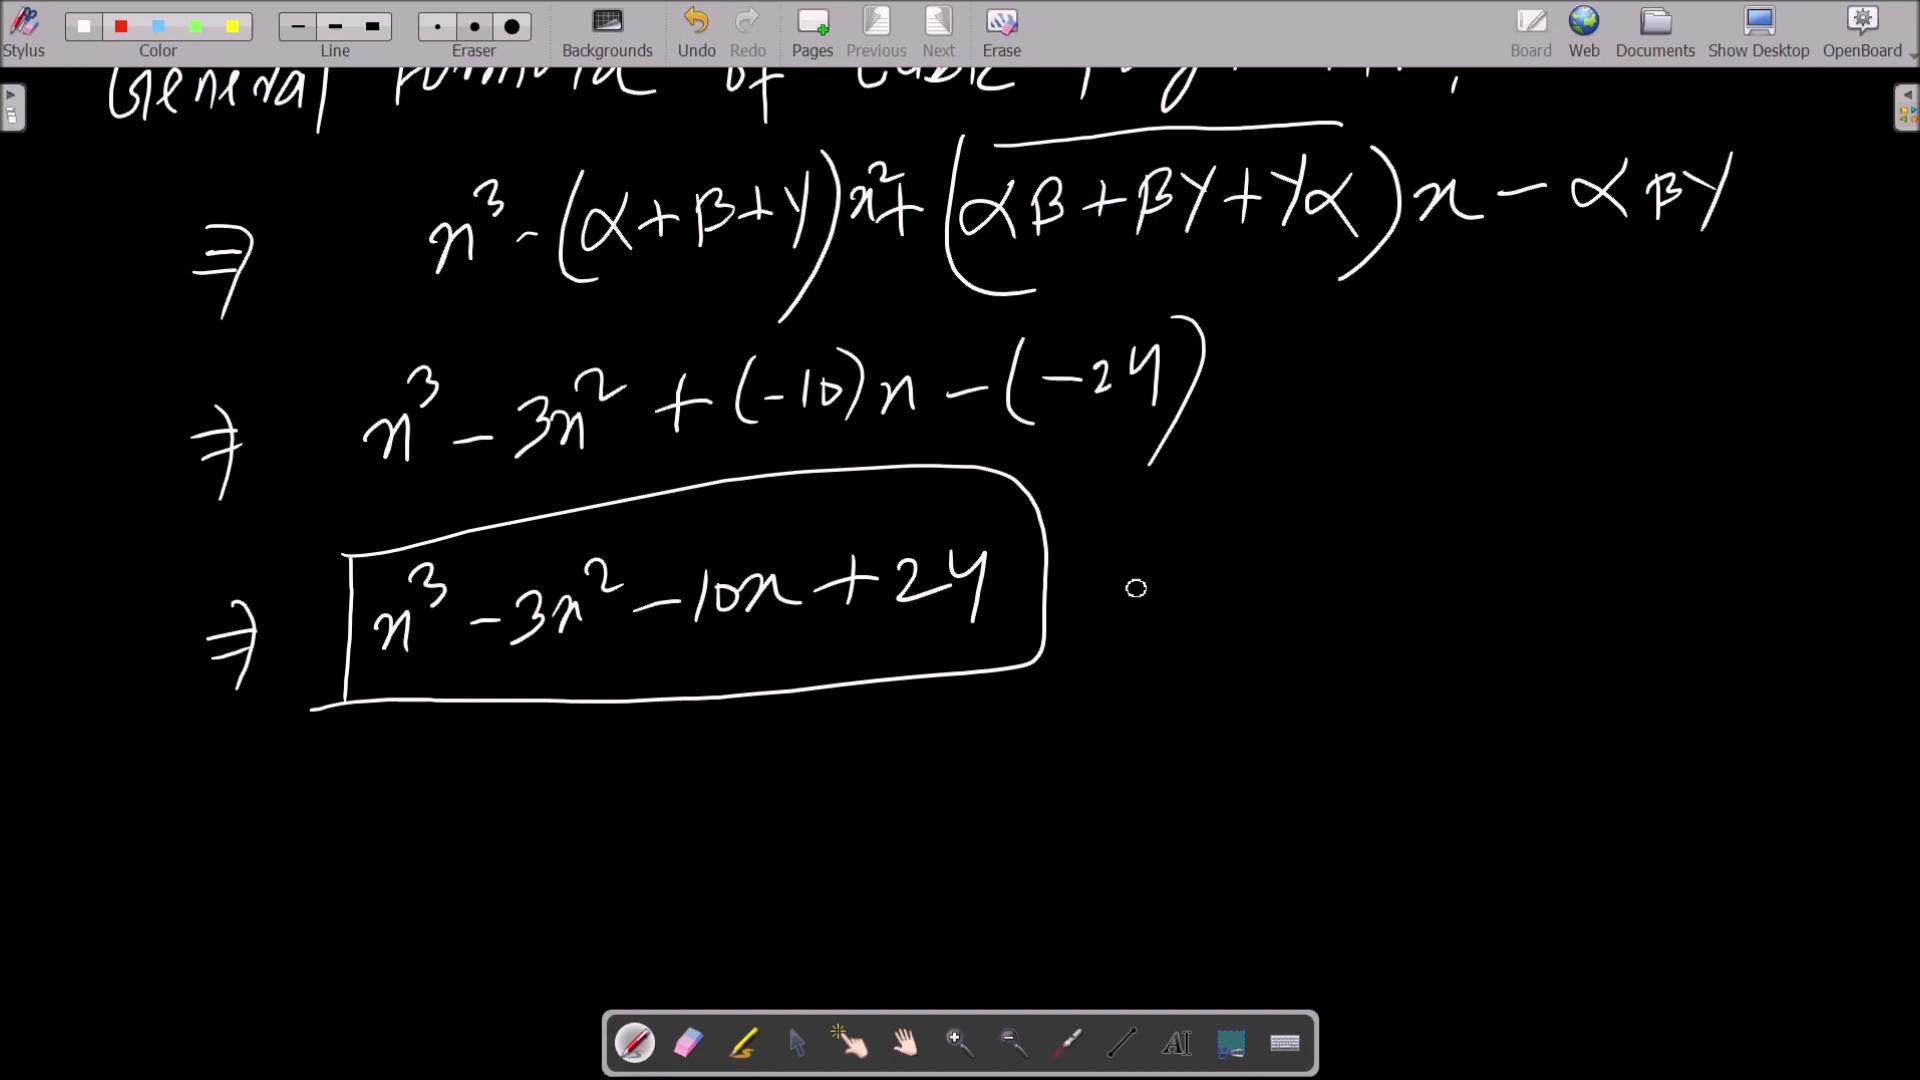 Stylus Color Line Eraser Backgrounds Undo Redo Pages Previous Next Erase Board Web Documents Show Desktop OpenBoard
General Formula of Cubic
⇒ x³ - (α + β + γ)x² + (αβ + βγ + γα)x - αβγ
⇒ x³ - 3x² + (-10)x - (-24)
⇒ x³ - 3x² - 10x + 24
AI